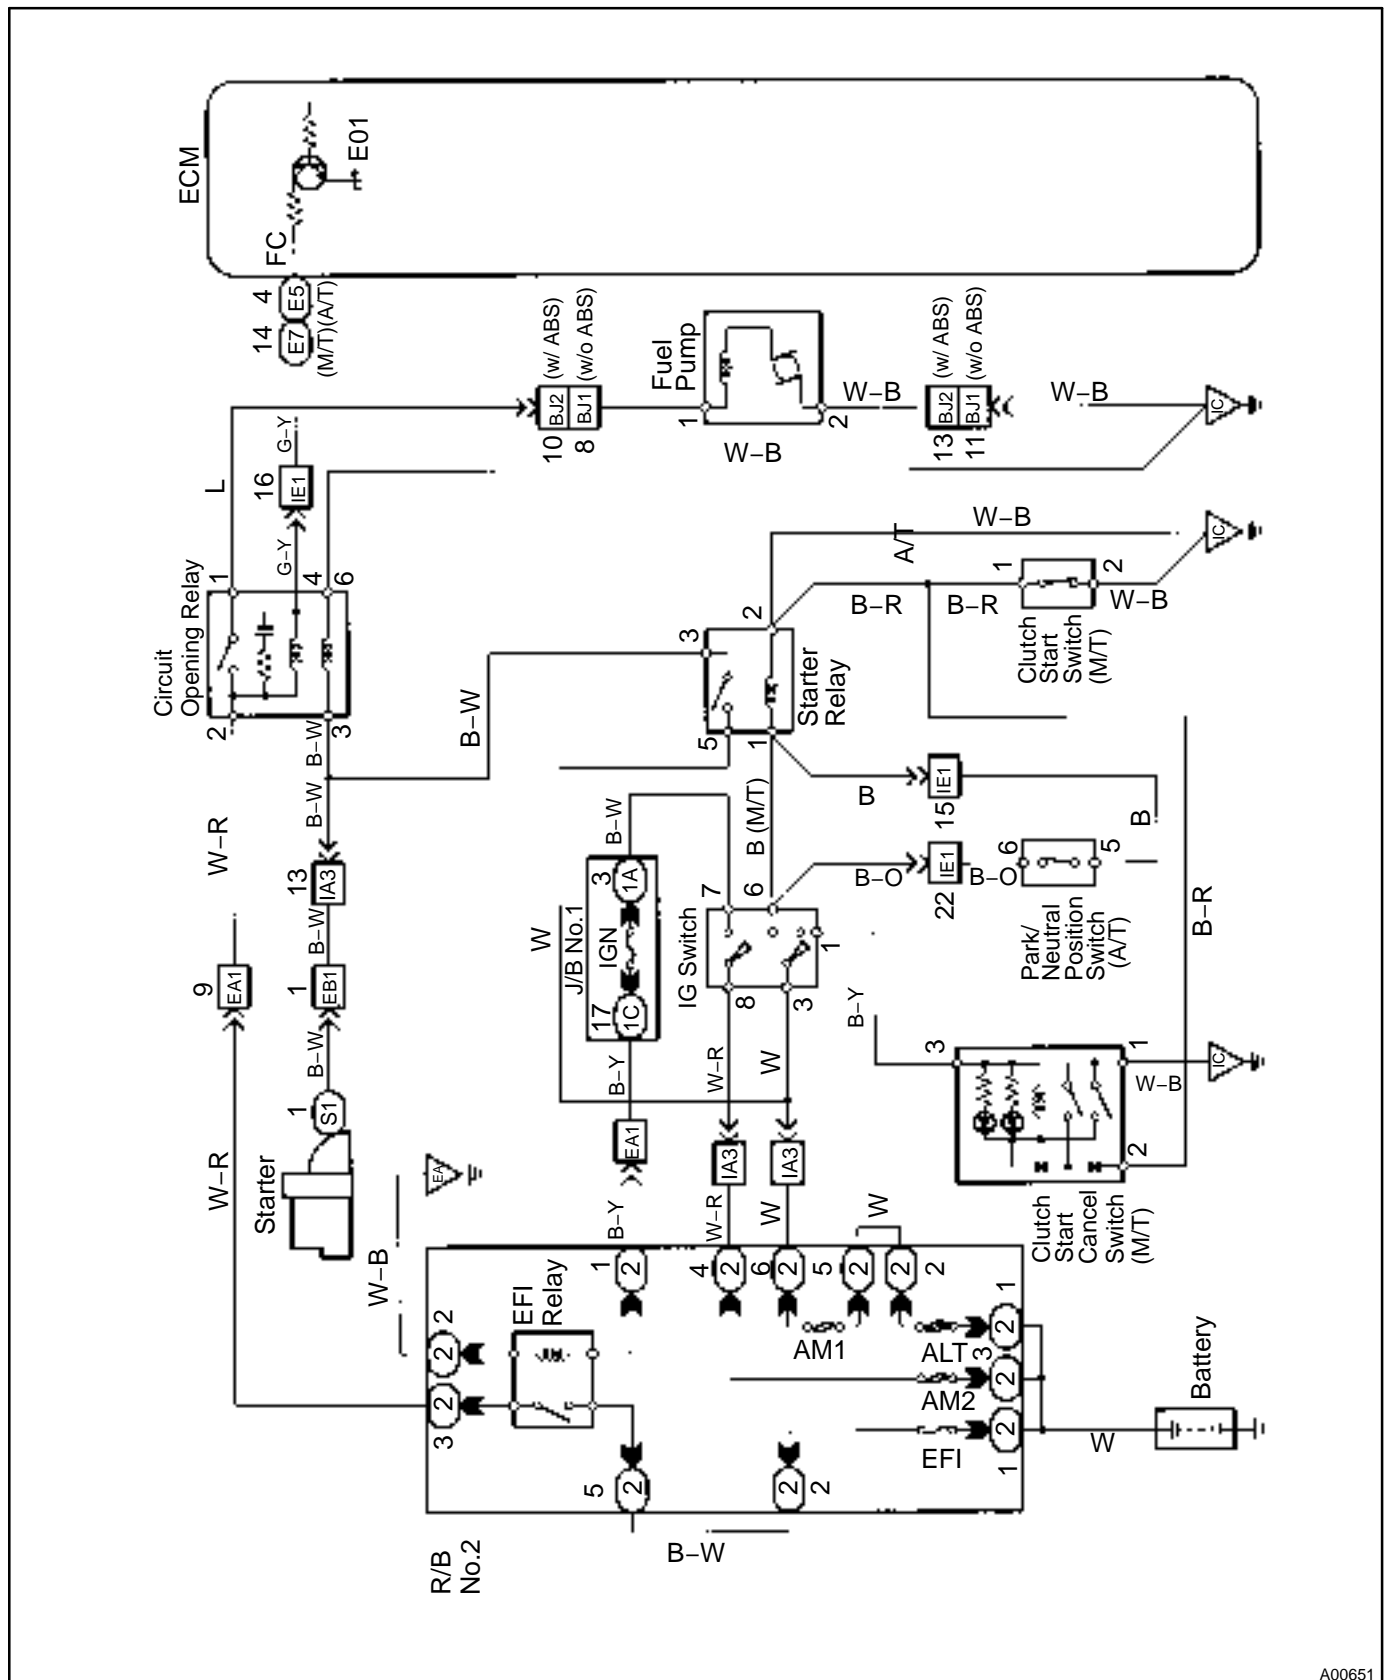 ECM
E01
FC
4
E5
(A/T)
14
E7
(M/T)
10
BJ2
(w/ ABS)
8
BJ1
(w/o ABS)
Fuel
Pump
1
2
W–B
W–B
13
BJ2
(w/ ABS)
11
BJ1
(w/o ABS)
W–B
IC
L
G–Y
16
IE1
G–Y
Circuit
Opening Relay
1
4
6
2
3
B–W
B–W
B–W
W–B
IC
A/T
2
3
5
1
Starter
Relay
B–R
B–R
1
2
W–B
Clutch
Start
Switch
(M/T)
B
15
IE1
B
B (M/T)
B–O
22
IE1
B–O
6
5
Park/
Neutral
Position
Switch
(A/T)
B–R
W–R
13
IA3
B–W
9
EA1
1
EB1
B–W
1
S1
Starter
W–R
W
J/B No.1
IGN
3
1A
17
1C
B–W
B–Y
EA1
B–Y
IG Switch
7
6
1
8
3
W–R
W
IA3
IA3
W–R
W
B–Y
3
1
2
W–B
IC
Clutch
Start
Cancel
Switch
(M/T)
EA
W–B
W
EFI
Relay
1
2
4
2
6
2
5
2
2
2
2
2
3
2
AM1
ALT
1
2
AM2
3
2
EFI
1
2
5
2
2
2
B–W
W
Battery
R/B
No.2
A00651